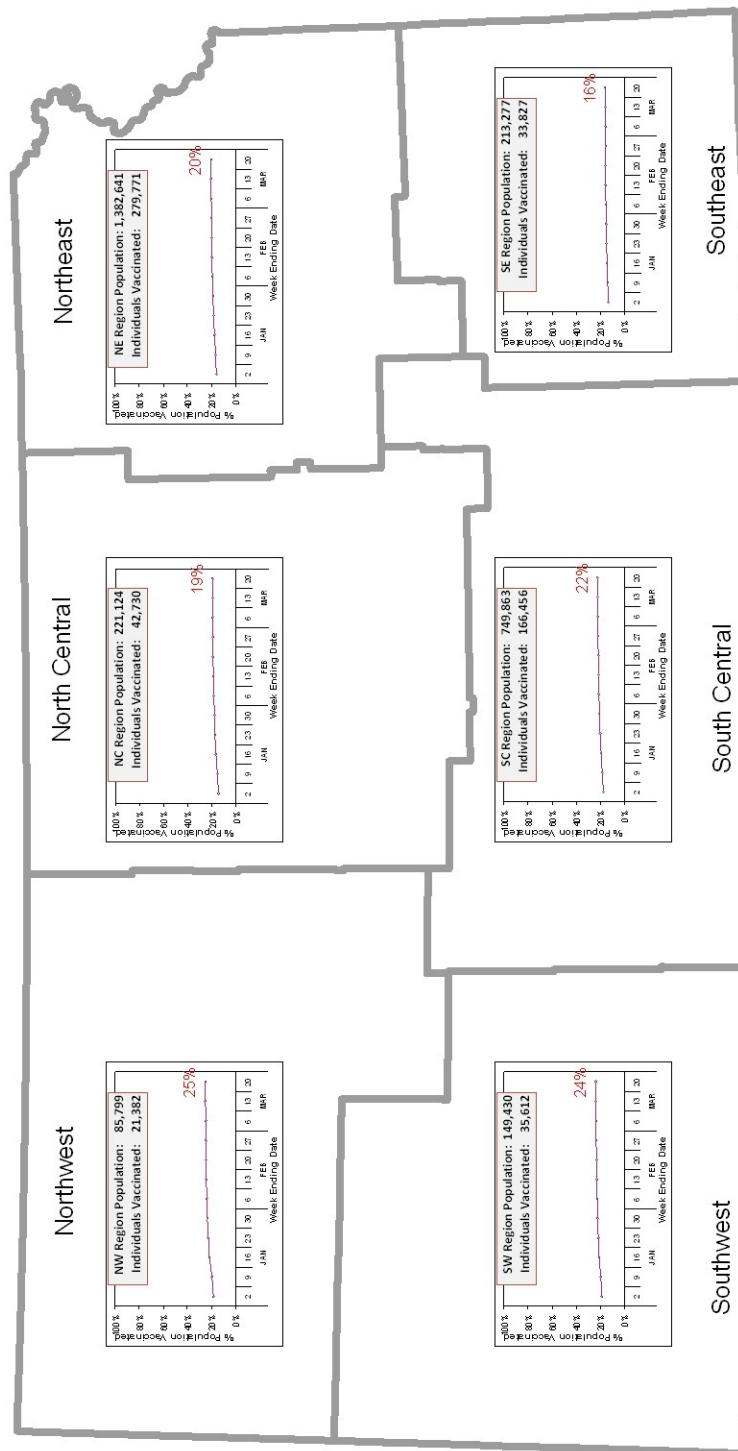 Northwest
NW Region Population: 85,799
Individuals Vaccinated: 21,382
25%
% Population Vaccinated
100%
80%
60%
40%
20%
0%
2 9 16 23 30 6 13 20 27 6 13 20
JAN FEB MAR
Week Ending Date
North Central
NC Region Population: 221,124
Individuals Vaccinated: 42,730
19%
% Population Vaccinated
100%
80%
60%
40%
20%
0%
2 9 16 23 30 6 13 20 27 6 13 20
JAN FEB MAR
Week Ending Date
Northeast
NE Region Population: 1,382,641
Individuals Vaccinated: 279,771
20%
% Population Vaccinated
100%
80%
60%
40%
20%
0%
2 9 16 23 30 6 13 20 27 6 13 20
JAN FEB MAR
Week Ending Date
SW Region Population: 149,430
Individuals Vaccinated: 35,612
24%
% Population Vaccinated
100%
80%
60%
40%
20%
0%
2 9 16 23 30 6 13 20 27 6 13 20
JAN FEB MAR
Week Ending Date
Southwest
SC Region Population: 749,863
Individuals Vaccinated: 166,456
22%
% Population Vaccinated
100%
80%
60%
40%
20%
0%
2 9 16 23 30 6 13 20 27 6 13 20
JAN FEB MAR
Week Ending Date
South Central
SE Region Population: 213,277
Individuals Vaccinated: 33,827
16%
% Population Vaccinated
100%
80%
60%
40%
20%
0%
2 9 16 23 30 6 13 20 27 6 13 20
JAN FEB MAR
Week Ending Date
Southeast